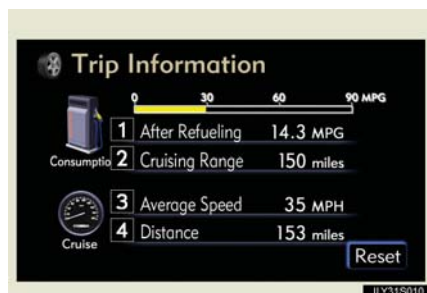 Trip Information
0 30 60 90 MPG
1 After Refueling 14.3 MPG
Consumptio 2 Cruising Range 150 miles
3 Average Speed 35 MPH
4 Distance 153 miles
Cruise
Reset
ILY31S010